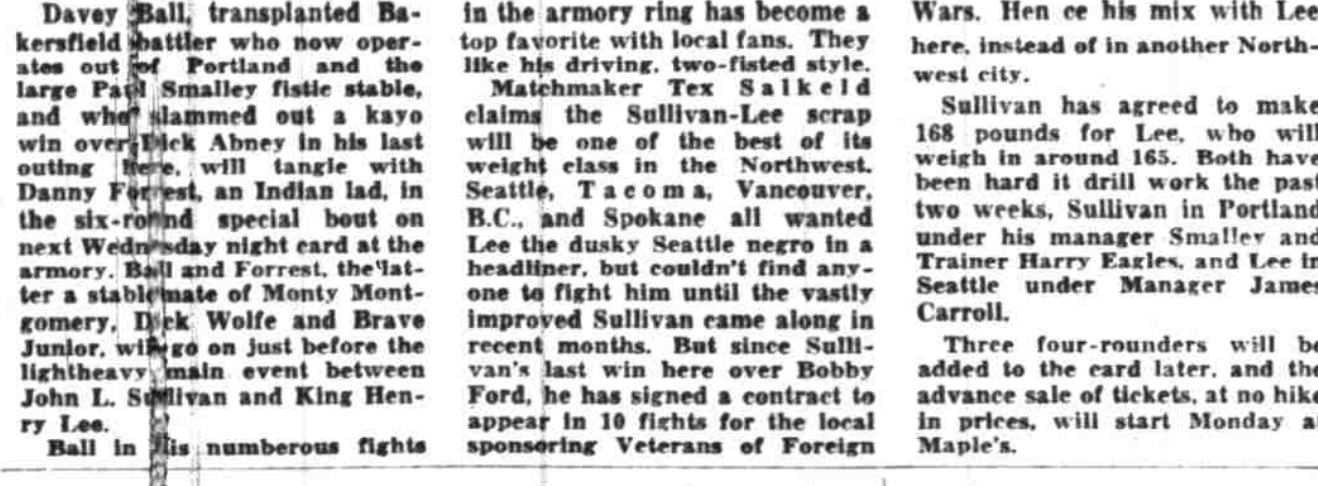 Davey Ball, transplanted Ba-
kersfield battler who now oper-
ates out of Portland and the
large Paul Smalley fistic stable,
and who slammed out a kayo
win over Dick Abney in his last
outing here, will tangle with
Danny Forrest, an Indian lad, in
the six-round special bout on
next Wednesday night card at the
armory. Ball and Forrest, the lat-
ter a stablemate of Monty Mont-
gomery, Dick Wolfe and Brave
Junior, will go on just before the
lightheavy main event between
John L. Sullivan and King Hen-
ry Lee.
Ball in his numberous fights
in the armory ring has become a
top favorite with local fans. They
like his driving. two-fisted style.
Matchmaker Tex Salkeld
claims the Sullivan-Lee scrap
will be one of the best of its
weight class in the Northwest.
Seattle, Tacoma, Vancouver,
B.C., and Spokane all wanted
Lee the dusky Seattle negro in a
headliner, but couldn't find any-
one to fight him until the vastly
improved Sullivan came along in
recent months. But since Sulli-
van's last win here over Bobby
Ford, he has signed a contract to
appear in 10 fights for the local
sponsoring Veterans of Foreign
Wars. Hen ce his mix with Lee
here, instead of in another North-
west city.
Sullivan has agreed to make
168 pounds for Lee, who will
weigh in around 165. Both have
been hard it drill work the past
two weeks, Sullivan in Portland
under his manager Smalley and
Trainer Harry Eagles, and Lee in
Seattle under Manager James
Carroll.
Three four-rounders will be
added to the card later, and the
advance sale of tickets, at no hike
in prices, will start Monday at
Maple's.